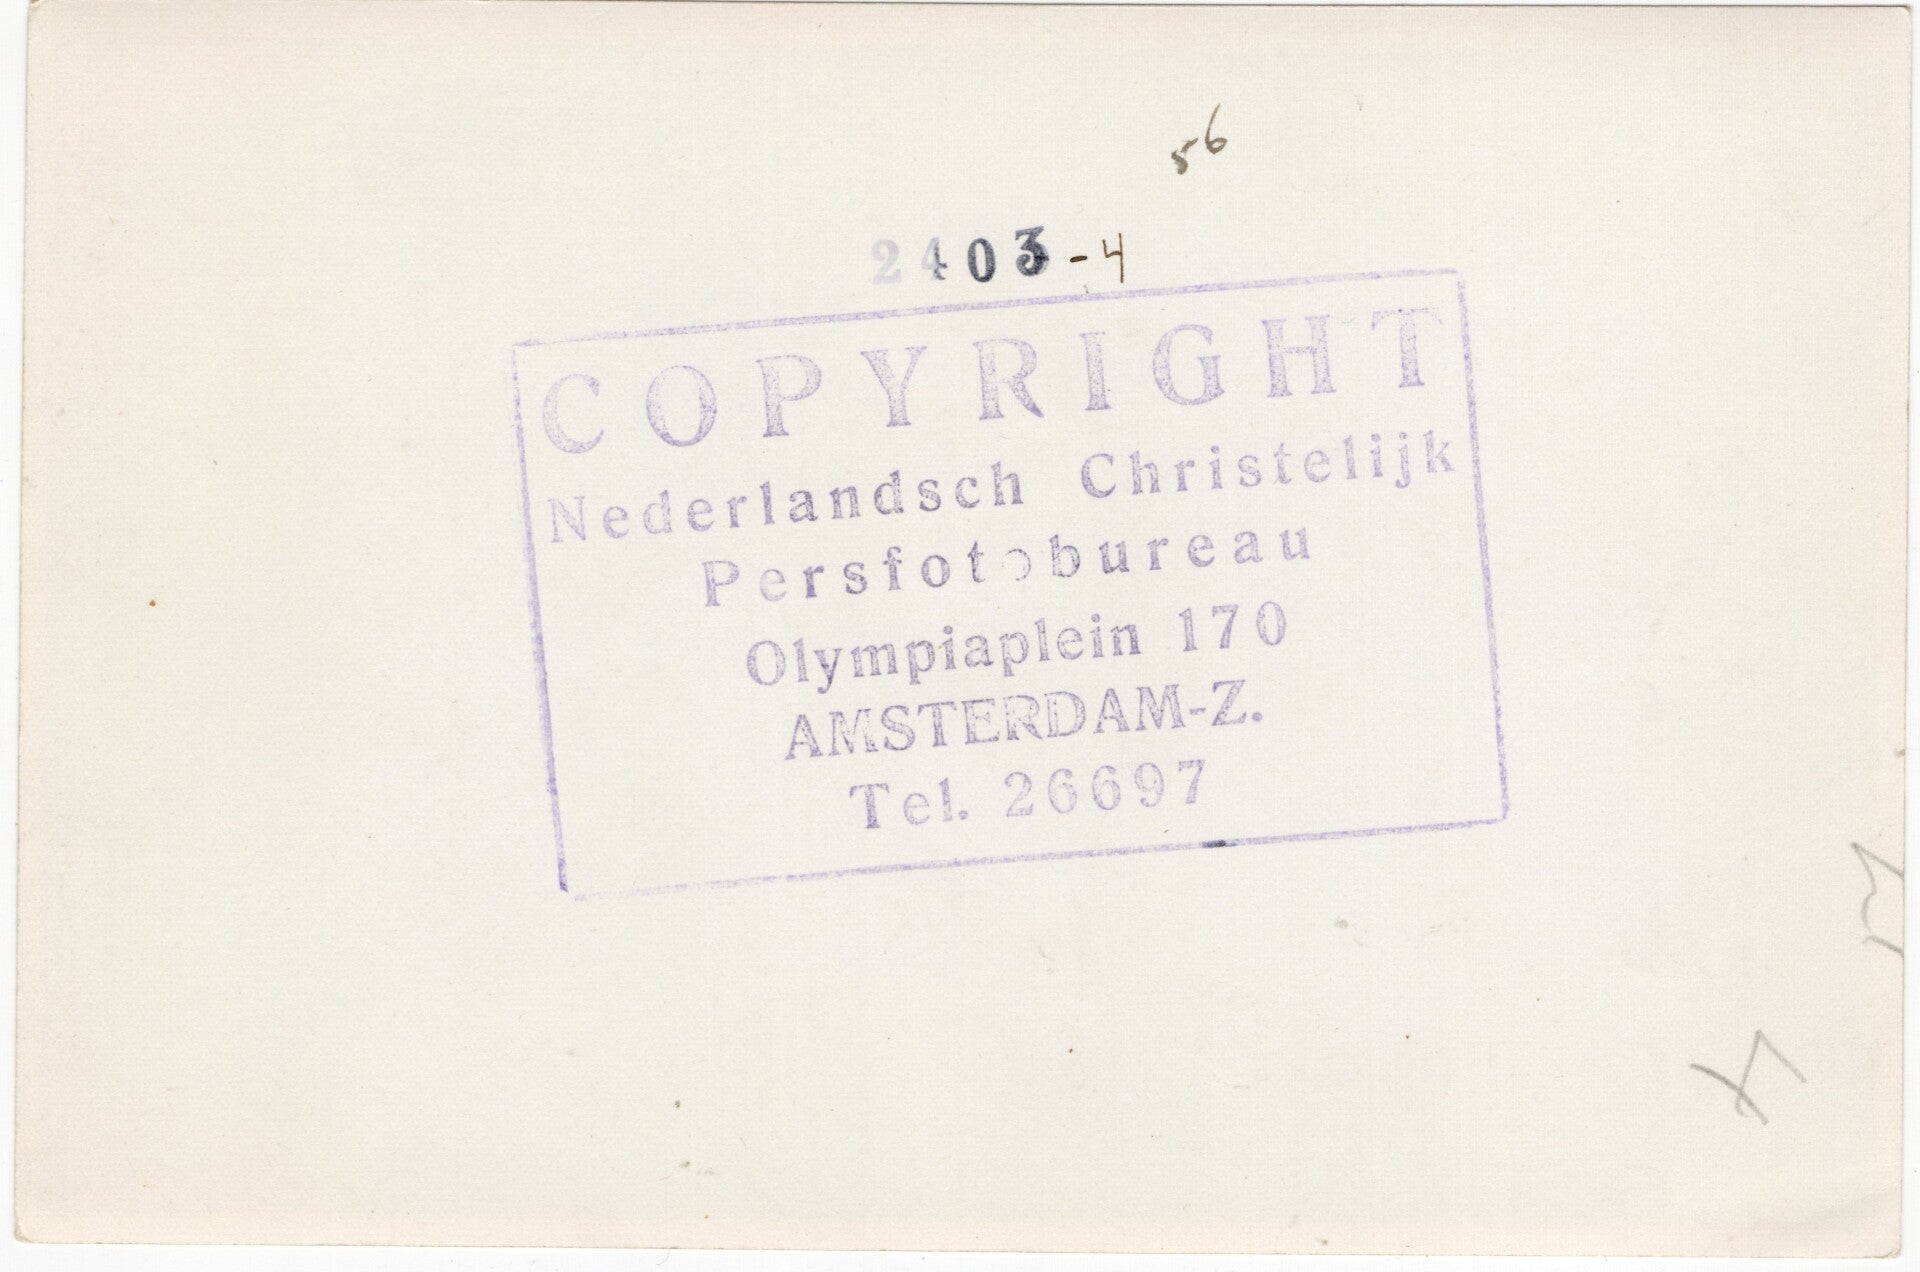 56
2403-4
COPYRIGHT
Nederlandsch Christelijk
Persfotobureau
Olympiaplein 170
AMSTERDAM-Z.
Tel. 26697